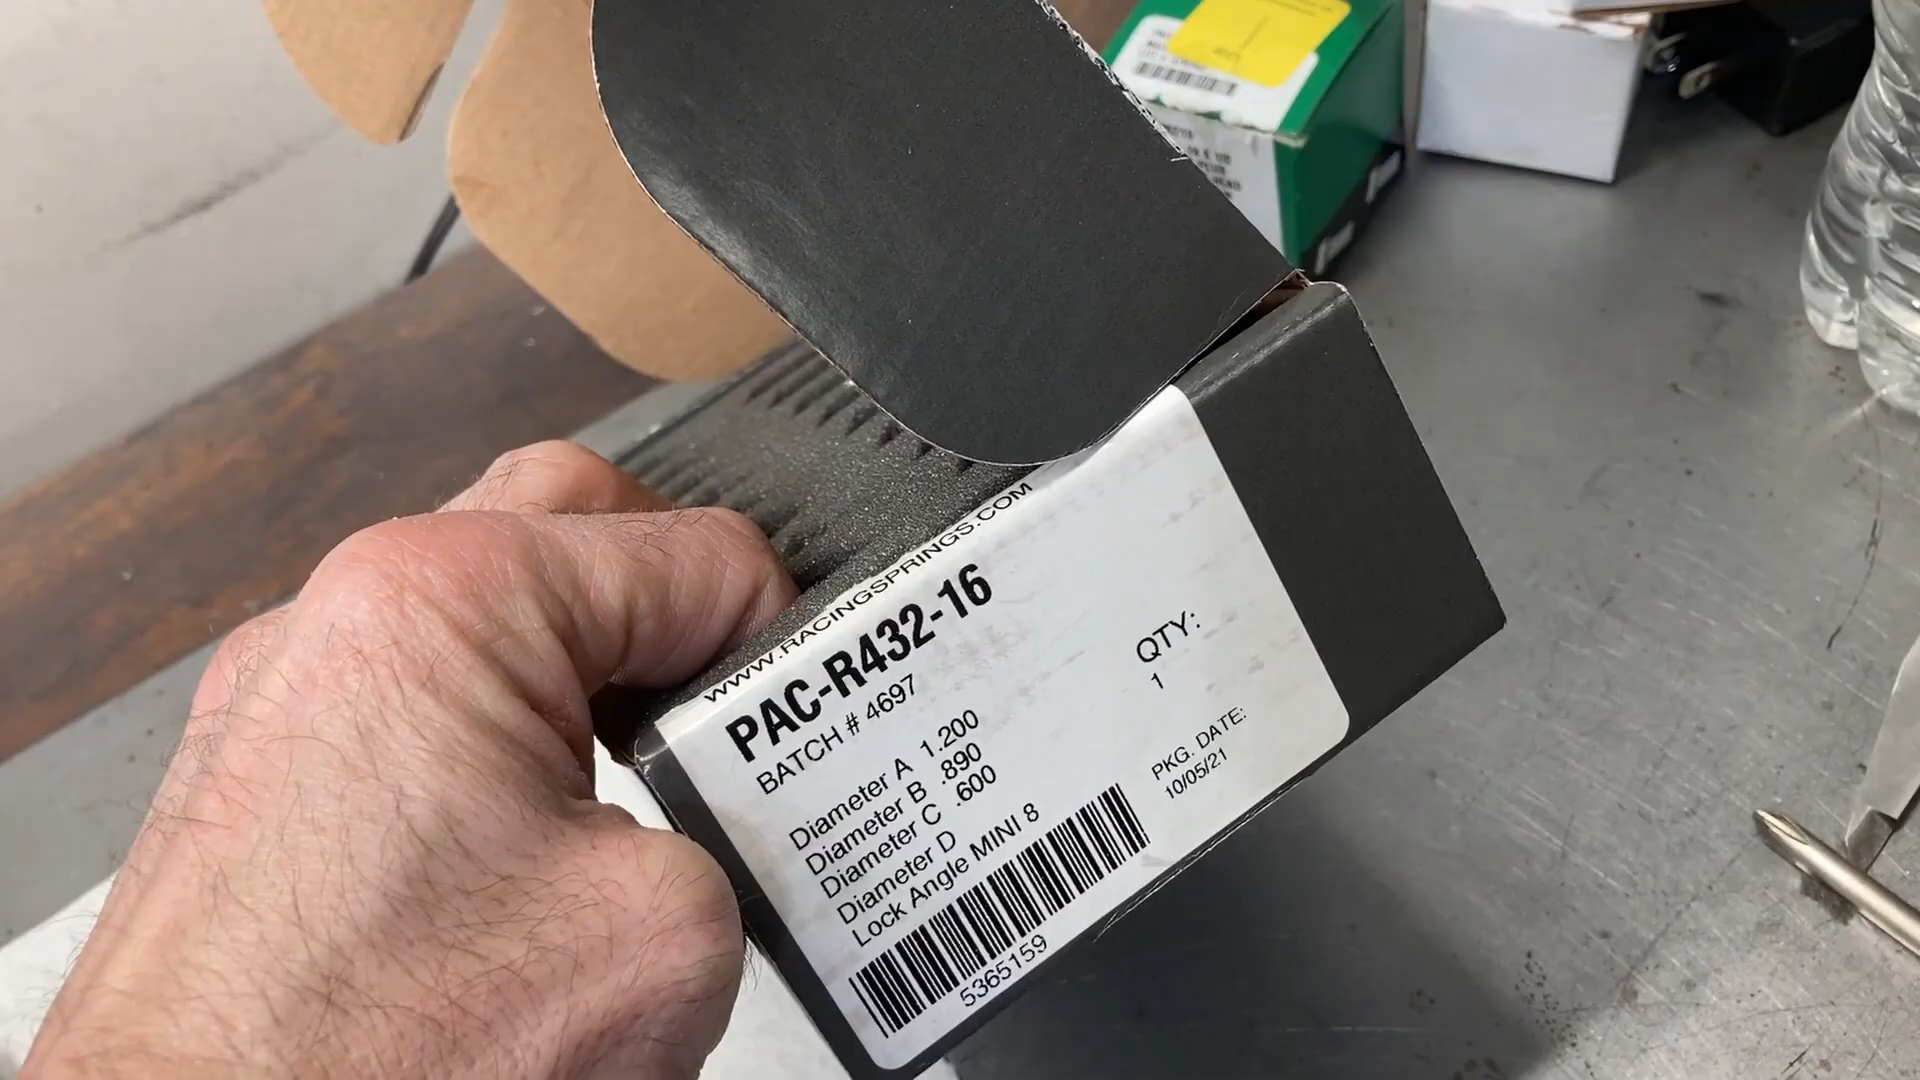 WWW.RACINGSPRINGS.COM
PAC-R432-16
BATCH # 4697
QTY:
1
Diameter A 1.200
Diameter B .890
Diameter C .600
Diameter D
Lock Angle MINI 8
PKG. DATE:
10/05/21
5365159